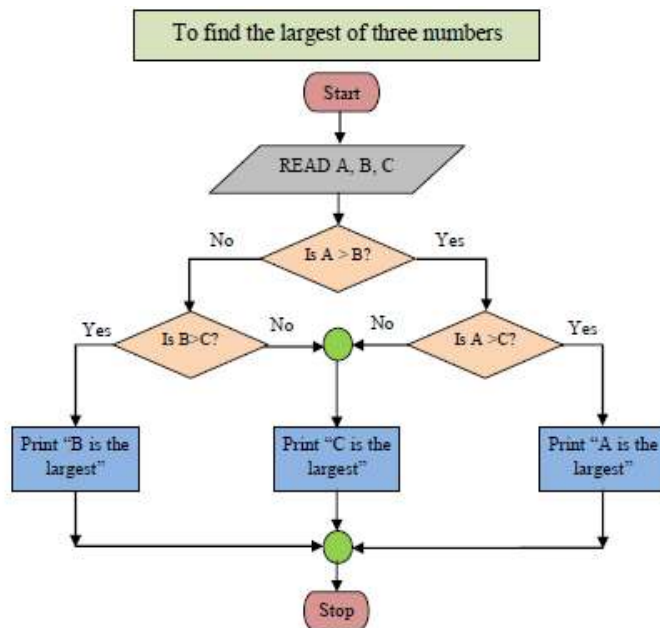 To find the largest of three numbers
Start
READ A, B, C
No
Is A > B?
Yes
Yes
Is B>C?
No
No
Is A >C?
Yes
Print “B is the
largest”
Print “C is the
largest”
Print “A is the
largest”
Stop